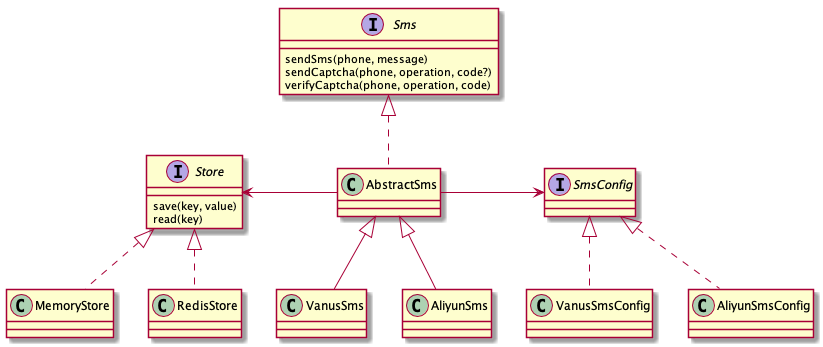 I Sms
sendSms(phone, message)
sendCaptcha(phone, operation, code?)
verifyCaptcha(phone, operation, code)
I Store
save(key, value)
read(key)
C AbstractSms
I SmsConfig
C MemoryStore
C RedisStore
C VanusSms
C AliyunSms
C VanusSmsConfig
C AliyunSmsConfig